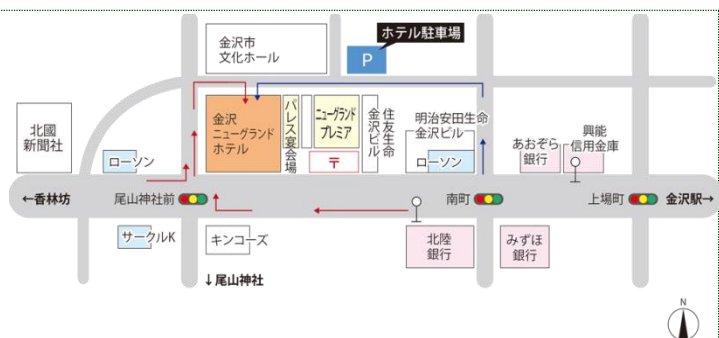 ホテル駐車場
P
金沢市
文化ホール
北國
新聞社
金沢
ニューグランド
ホテル
パレス宴会場
ニューグランド
プレミア
〒
住友生命
金沢ビル
明治安田生命
金沢ビル
ローソン
あおぞら
銀行
興能
信用金庫
ローソン
←香林坊
尾山神社前
南町
上堤町
金沢駅→
サークルK
キンコーズ
北陸
銀行
みずほ
銀行
↓尾山神社
N